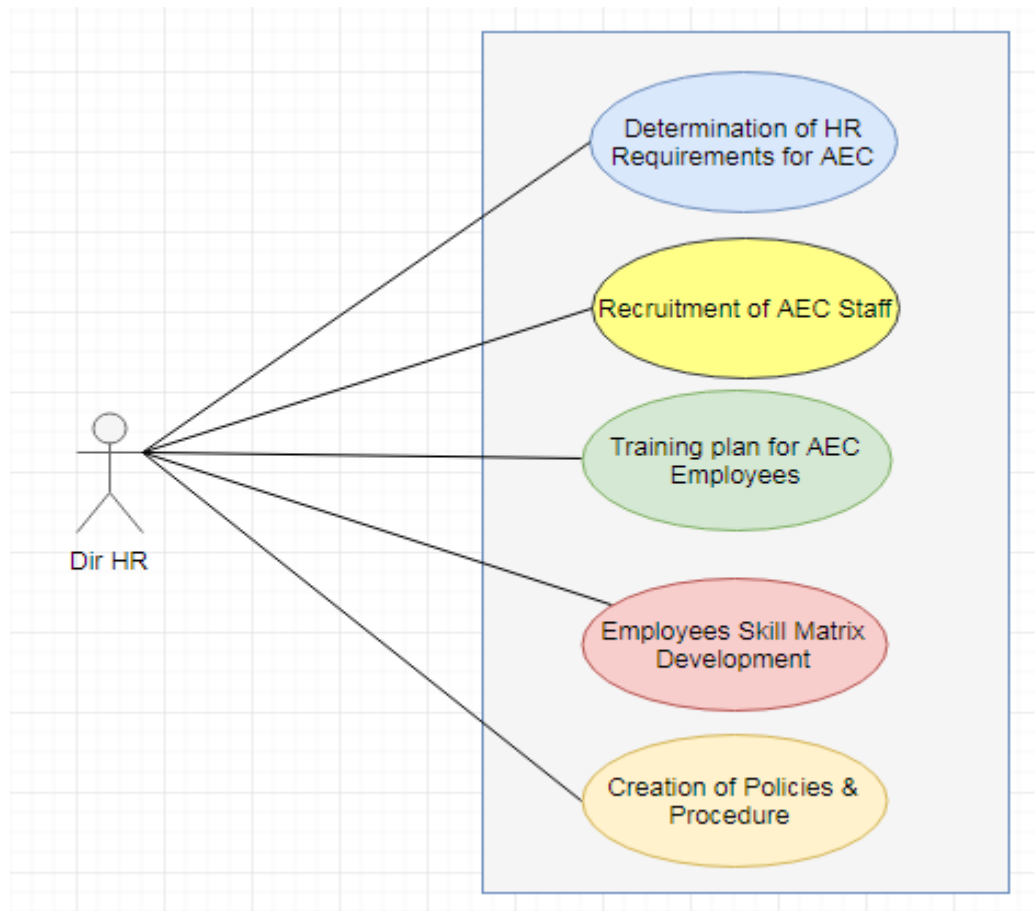 Determination of HR
Requirements for AEC
Recruitment of AEC Staff
Training plan for AEC
Employees
Dir HR
Employees Skill Matrix
Development
Creation of Policies &
Procedure